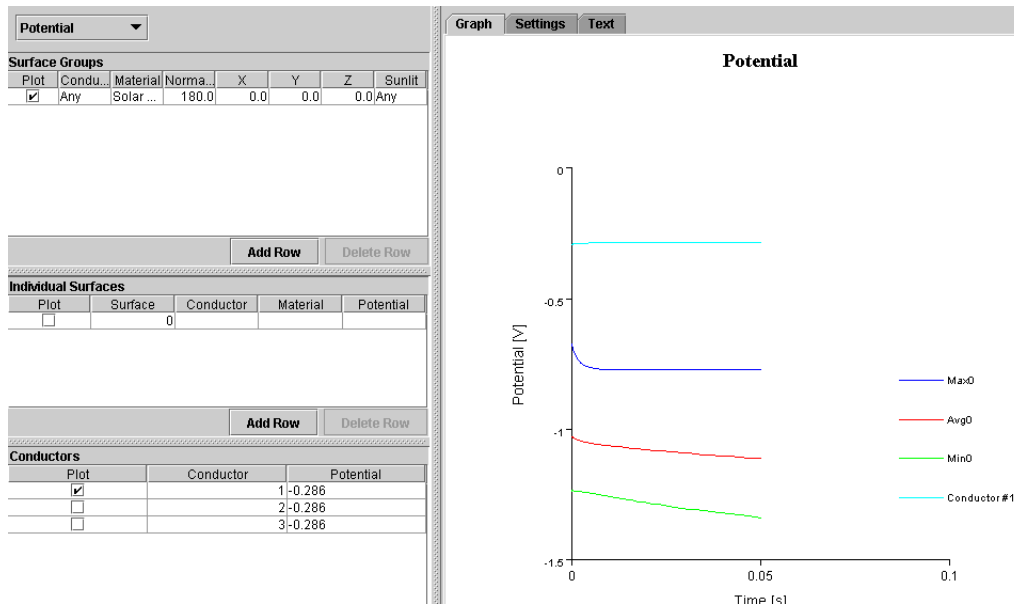 Potential
Surface Groups
Plot Condu... Material Norma... X Y Z Sunlit
Any Solar ... 180.0 0.0 0.0 0.0 Any
Add Row Delete Row
Individual Surfaces
Plot Surface Conductor Material Potential
0
Add Row Delete Row
Conductors
Plot Conductor Potential
1 -0.286
2 -0.286
3 -0.286
Graph Settings Text
Potential
0
-0.5
-1
-1.5
Potential [V]
0 0.05 0.1
Time [s]
Max0
Avg0
Min0
Conductor #1